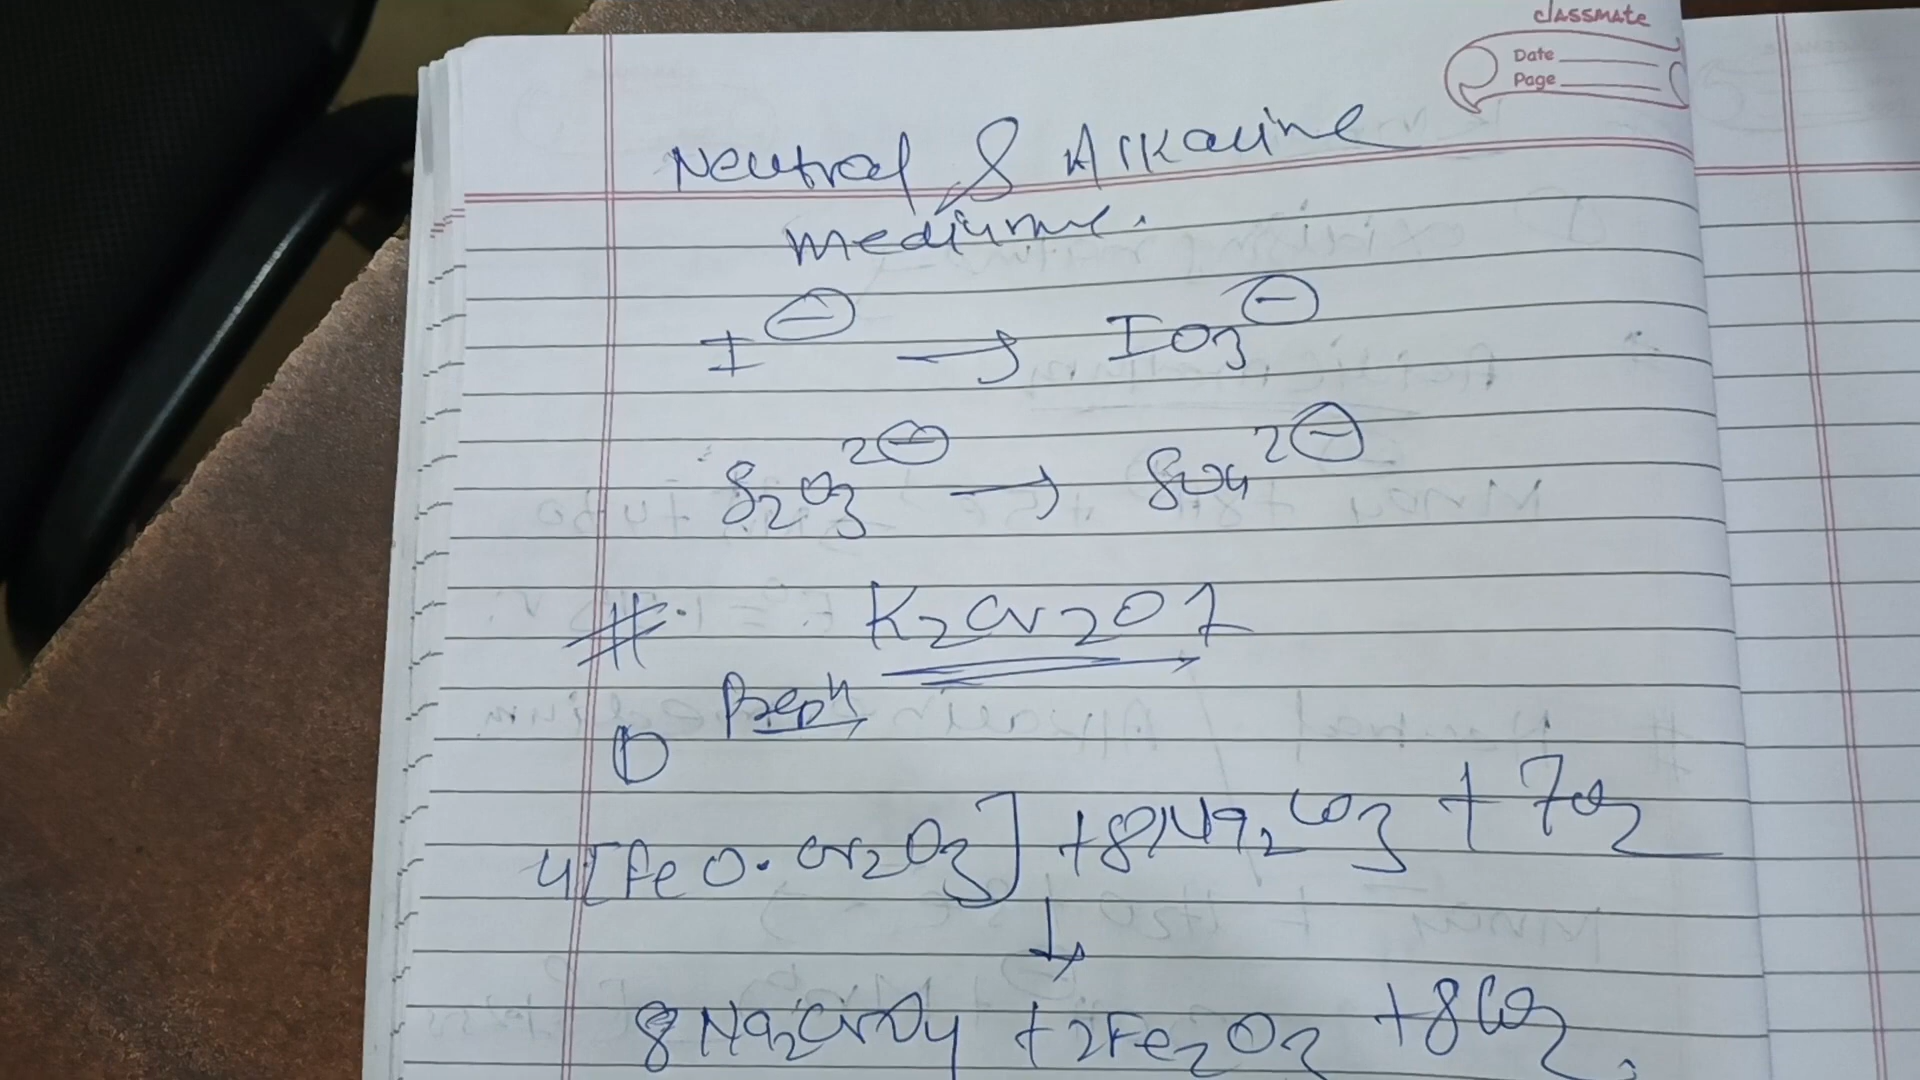 classmate
Date
Page
Neutral & Alkaline
medium.
I⊖ → IO3⊖
S2O3 2⊖ → SO4 2⊖
#. K2Cr2O7
Prepn
①
4[FeO. Cr2O3] + 8Na2CO3 + 7O2
↓
8Na2CrO4 + 2Fe2O3 + 8CO2.